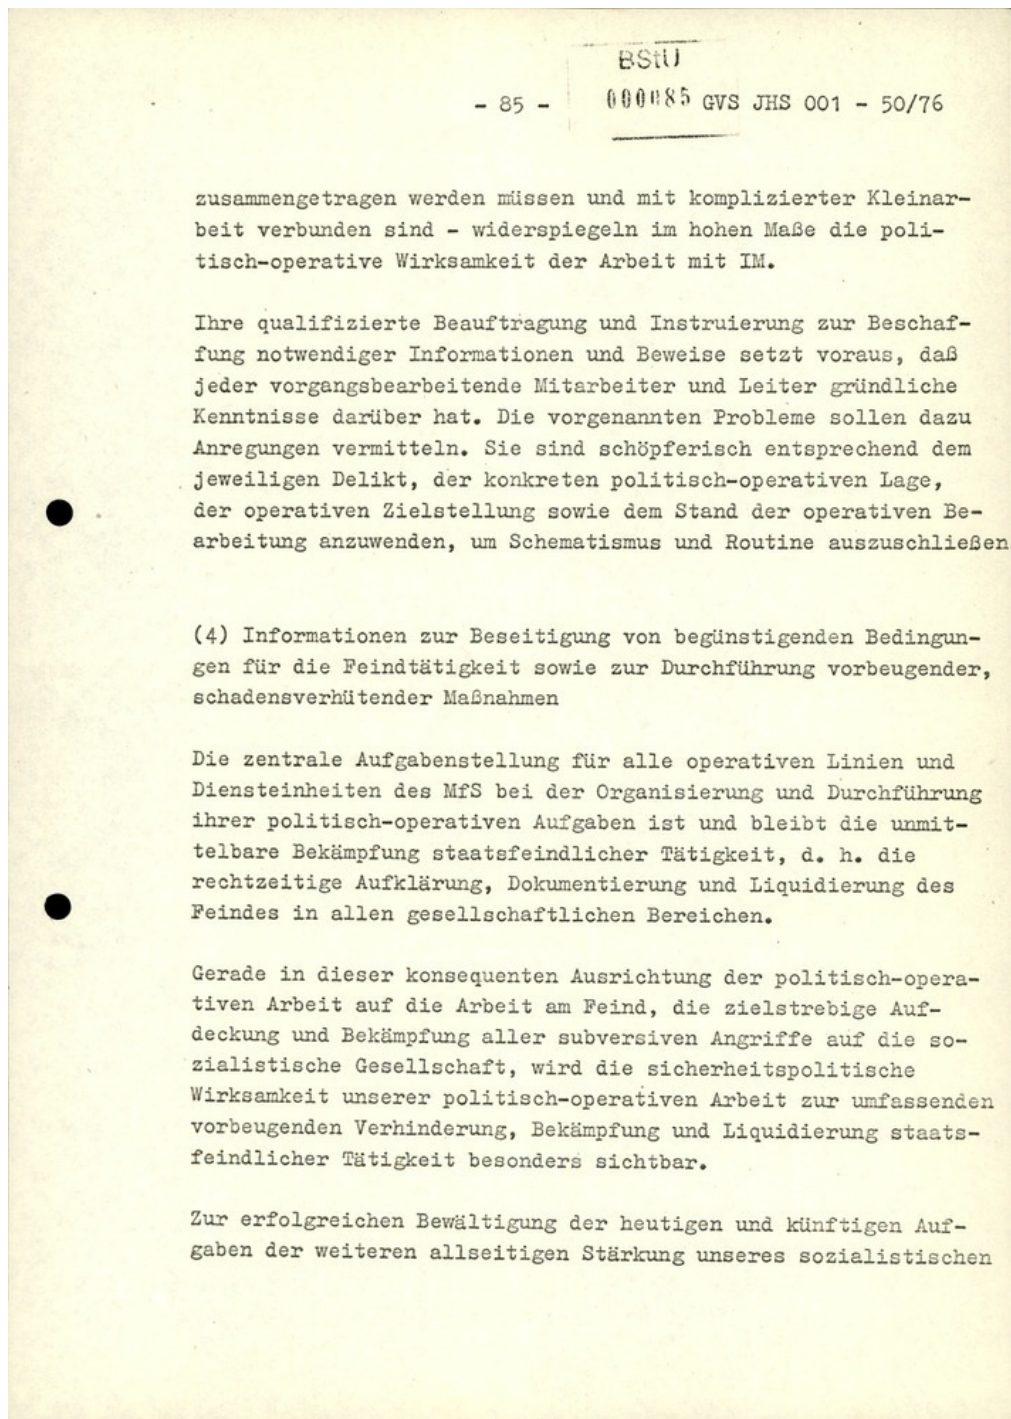 BStU
- 85 - 000085 GVS JHS 001 - 50/76
zusammengetragen werden müssen und mit komplizierter Kleinar-
beit verbunden sind - widerspiegeln im hohen Maße die poli-
tisch-operative Wirksamkeit der Arbeit mit IM.
Ihre qualifizierte Beauftragung und Instruierung zur Beschaf-
fung notwendiger Informationen und Beweise setzt voraus, daß
jeder vorgangsbearbeitende Mitarbeiter und Leiter gründliche
Kenntnisse darüber hat. Die vorgenannten Probleme sollen dazu
Anregungen vermitteln. Sie sind schöpferisch entsprechend dem
jeweiligen Delikt, der konkreten politisch-operativen Lage,
der operativen Zielstellung sowie dem Stand der operativen Be-
arbeitung anzuwenden, um Schematismus und Routine auszuschließen
(4) Informationen zur Beseitigung von begünstigenden Bedingun-
gen für die Feindtätigkeit sowie zur Durchführung vorbeugender,
schadensverhütender Maßnahmen
Die zentrale Aufgabenstellung für alle operativen Linien und
Diensteinheiten des MfS bei der Organisierung und Durchführung
ihrer politisch-operativen Aufgaben ist und bleibt die unmit-
telbare Bekämpfung staatsfeindlicher Tätigkeit, d. h. die
rechtzeitige Aufklärung, Dokumentierung und Liquidierung des
Feindes in allen gesellschaftlichen Bereichen.
Gerade in dieser konsequenten Ausrichtung der politisch-opera-
tiven Arbeit auf die Arbeit am Feind, die zielstrebige Auf-
deckung und Bekämpfung aller subversiven Angriffe auf die so-
zialistische Gesellschaft, wird die sicherheitspolitische
Wirksamkeit unserer politisch-operativen Arbeit zur umfassenden
vorbeugenden Verhinderung, Bekämpfung und Liquidierung staats-
feindlicher Tätigkeit besonders sichtbar.
Zur erfolgreichen Bewältigung der heutigen und künftigen Auf-
gaben der weiteren allseitigen Stärkung unseres sozialistischen